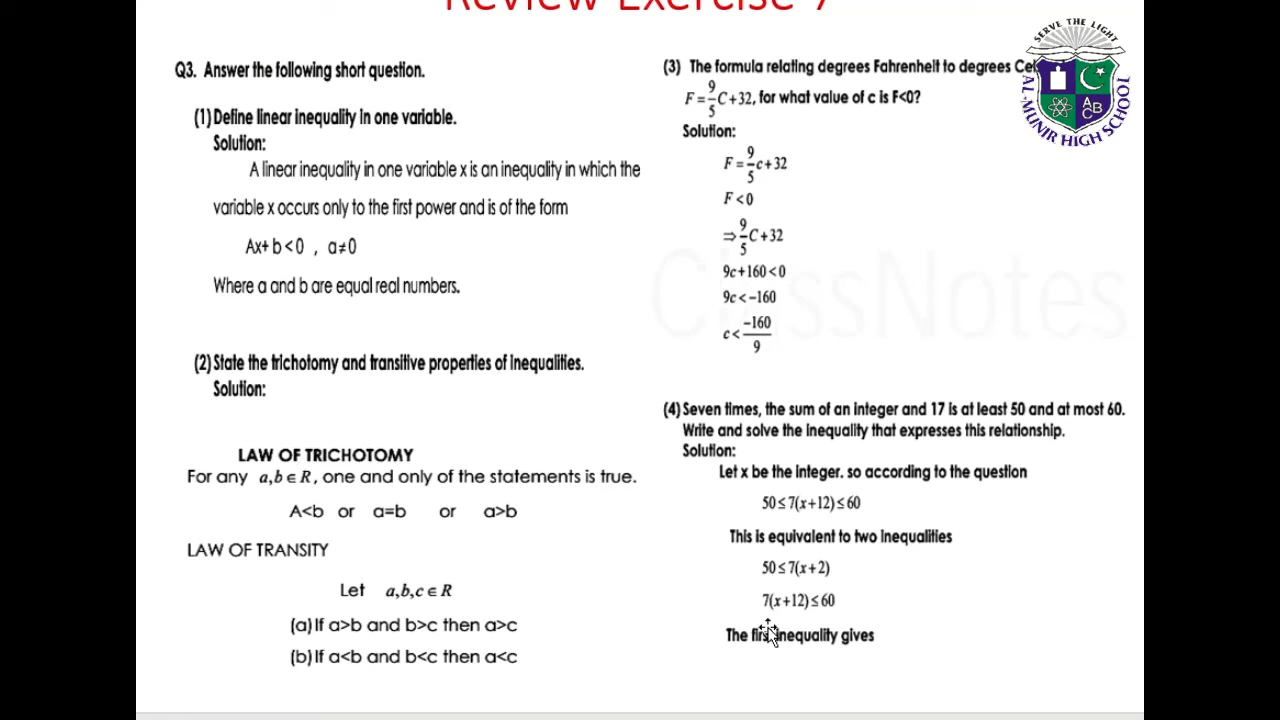 Review Exercise 7
Q3. Answer the following short question.
(1) Define linear inequality in one variable.
Solution:
A linear inequality in one variable x is an inequality in which the
variable x occurs only to the first power and is of the form
Ax+ b < 0 , a≠0
Where a and b are equal real numbers.
(2) State the trichotomy and transitive properties of inequalities.
Solution:
LAW OF TRICHOTOMY
For any a,b ∈ R, one and only of the statements is true.
A<b or a=b or a>b
LAW OF TRANSITY
Let a,b,c ∈ R
(a) If a>b and b>c then a>c
(b) If a<b and b<c then a<c
(3) The formula relating degrees Fahrenheit to degrees
F = 9/5 C + 32, for what value of c is F<0?
Solution:
F = 9/5 c + 32
F < 0
⇒ 9/5 C + 32
9c + 160 < 0
9c < −160
c < −160/9
(4) Seven times, the sum of an integer and 17 is at least 50 and at most 60.
Write and solve the inequality that expresses this relationship.
Solution:
Let x be the integer. so according to the question
50 ≤ 7(x+12) ≤ 60
This is equivalent to two inequalities
50 ≤ 7(x+2)
7(x+12) ≤ 60
The first inequality gives
SERVE THE LIGHT
A B C
AL-MUNIR HIGH SCHOOL
ClassNotes